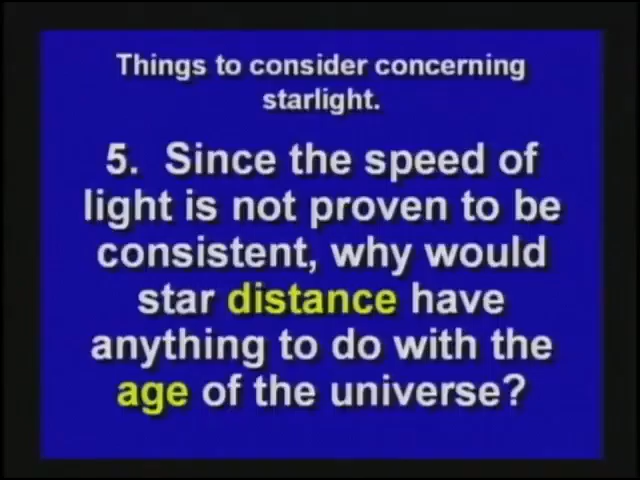 Things to consider concerning
starlight.
5. Since the speed of
light is not proven to be
consistent, why would
star distance have
anything to do with the
age of the universe?